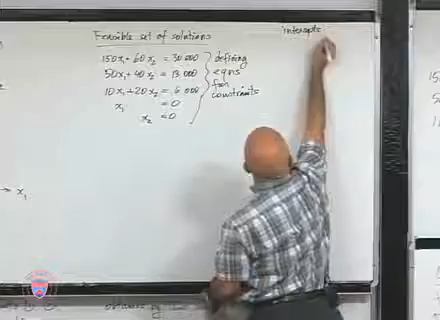 Feasible set of solutions
intercepts
150x₁ + 60x₂ = 30 000
defining
50x₁ + 40x₂ = 13 000
eqns
10x₁ + 20x₂ = 6 000
for
constraints
x₁ = 0
x₂ = 0
→ x₁